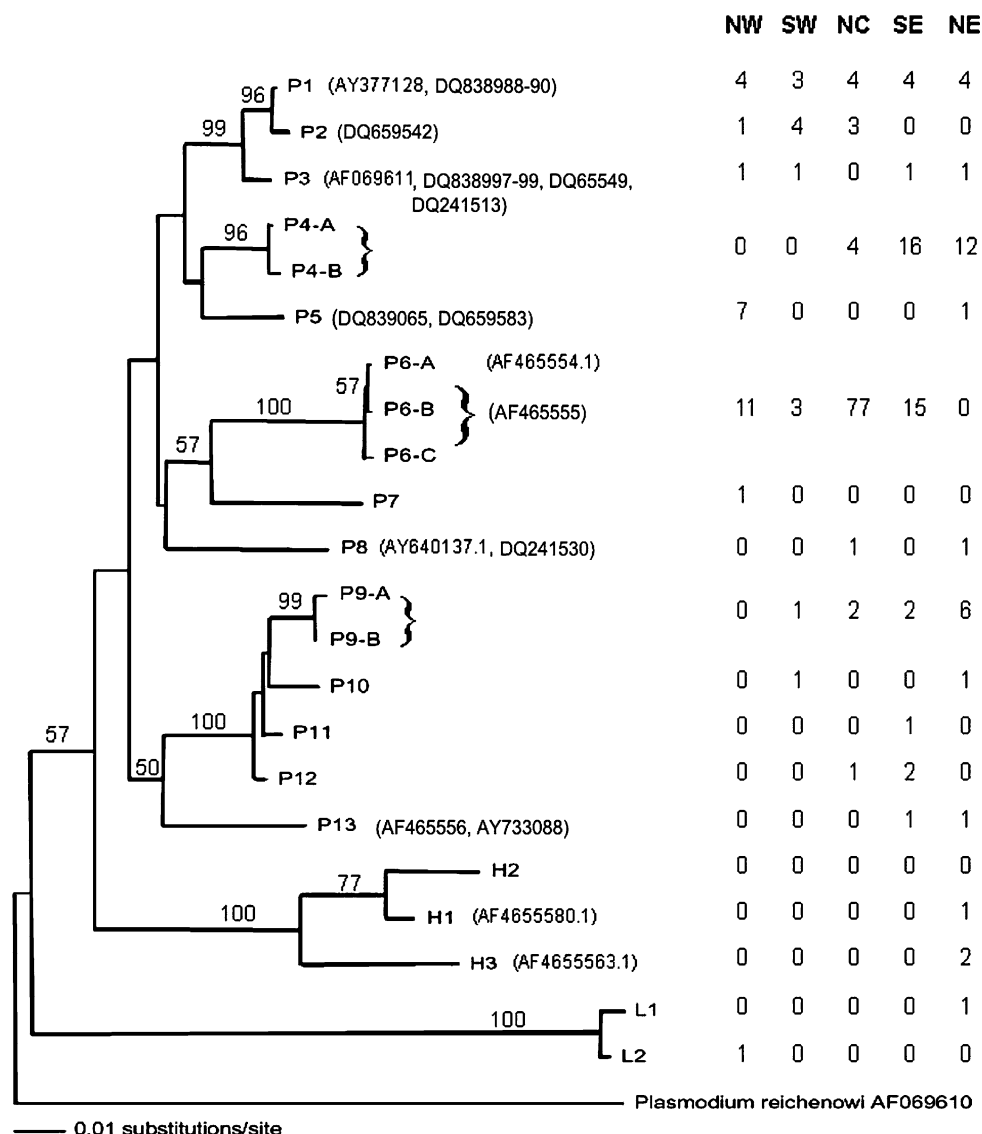 NW SW NC SE NE
96 P1 (AY377128, DQ838988-90) 4 3 4 4 4
99 P2 (DQ659542) 1 4 3 0 0
P3 (AF069611, DQ838997-99, DQ65549, 1 1 0 1 1
DQ241513)
P4-A
96 } 0 0 4 16 12
P4-B
P5 (DQ839065, DQ659583) 7 0 0 0 1
P6-A (AF465554.1)
57
100 P6-B } (AF465555) 11 3 77 15 0
57 P6-C
P7 1 0 0 0 0
P8 (AY640137.1, DQ241530) 0 0 1 0 1
99 P9-A } 0 1 2 2 6
P9-B
P10 0 1 0 0 1
57 100 P11 0 0 0 1 0
50 P12 0 0 1 2 0
P13 (AF465556, AY733088) 0 0 0 1 1
H2 0 0 0 0 0
77
100 H1 (AF4655580.1) 0 0 0 0 1
H3 (AF4655563.1) 0 0 0 0 2
L1 0 0 0 0 1
100
L2 1 0 0 0 0
Plasmodium reichenowi AF069610
0.01 substitutions/site